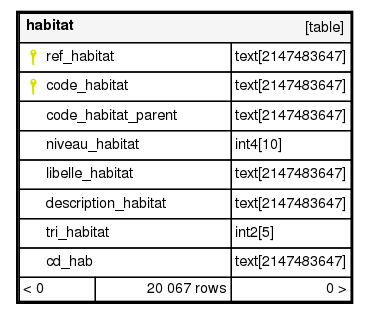 habitat [table]
ref_habitat text[2147483647]
code_habitat text[2147483647]
code_habitat_parent text[2147483647]
niveau_habitat int4[10]
libelle_habitat text[2147483647]
description_habitat text[2147483647]
tri_habitat int2[5]
cd_hab text[2147483647]
< 0 20 067 rows 0 >